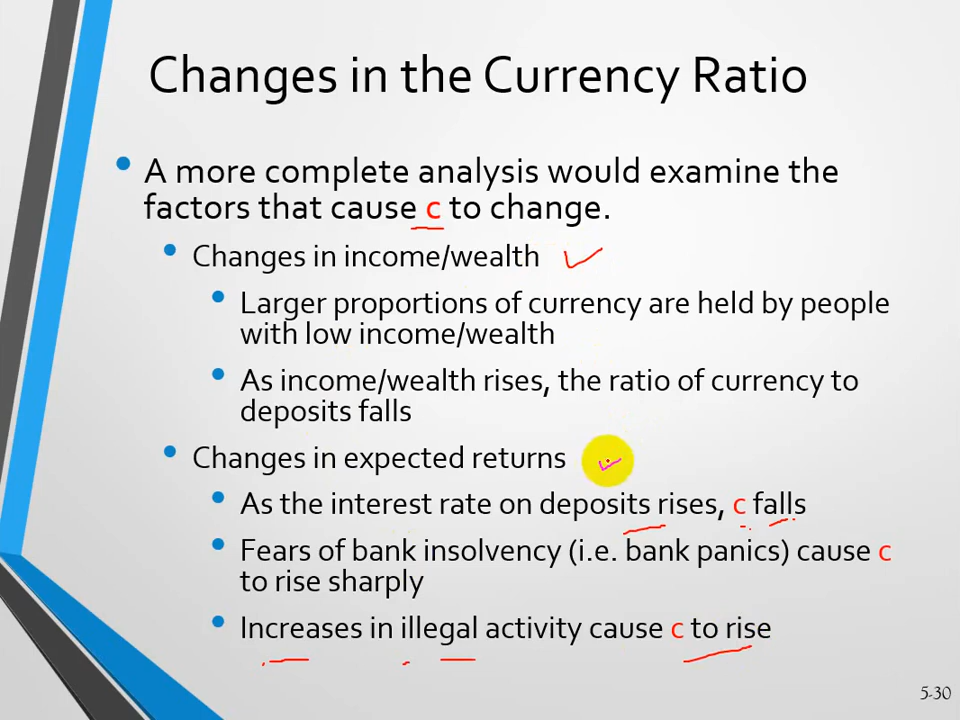 Changes in the Currency Ratio
• A more complete analysis would examine the
factors that cause c to change.
• Changes in income/wealth
• Larger proportions of currency are held by people
with low income/wealth
• As income/wealth rises, the ratio of currency to
deposits falls
• Changes in expected returns
• As the interest rate on deposits rises, c falls
• Fears of bank insolvency (i.e. bank panics) cause c
to rise sharply
• Increases in illegal activity cause c to rise
5-30